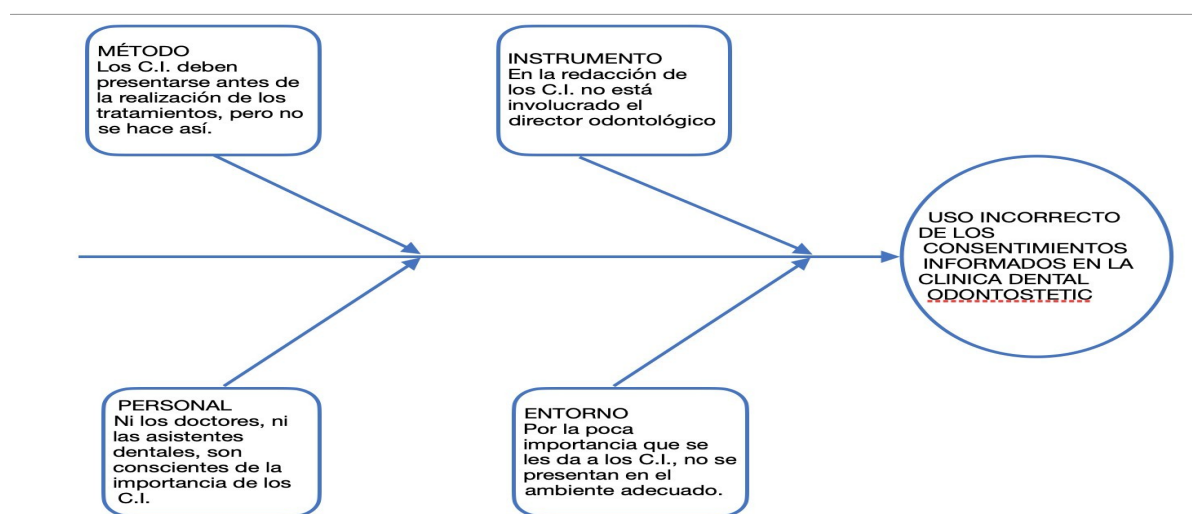 MÉTODO
Los C.I. deben
presentarse antes de
la realización de los
tratamientos, pero no
se hace así.
INSTRUMENTO
En la redacción de
los C.I. no está
involucrado el
director odontológico
USO INCORRECTO
DE LOS
CONSENTIMIENTOS
INFORMADOS EN LA
CLINICA DENTAL
ODONTOSTETIC
PERSONAL
Ni los doctores, ni
las asistentes
dentales, son
conscientes de la
importancia de los
C.I.
ENTORNO
Por la poca
importancia que se
les da a los C.I., no se
presentan en el
ambiente adecuado.